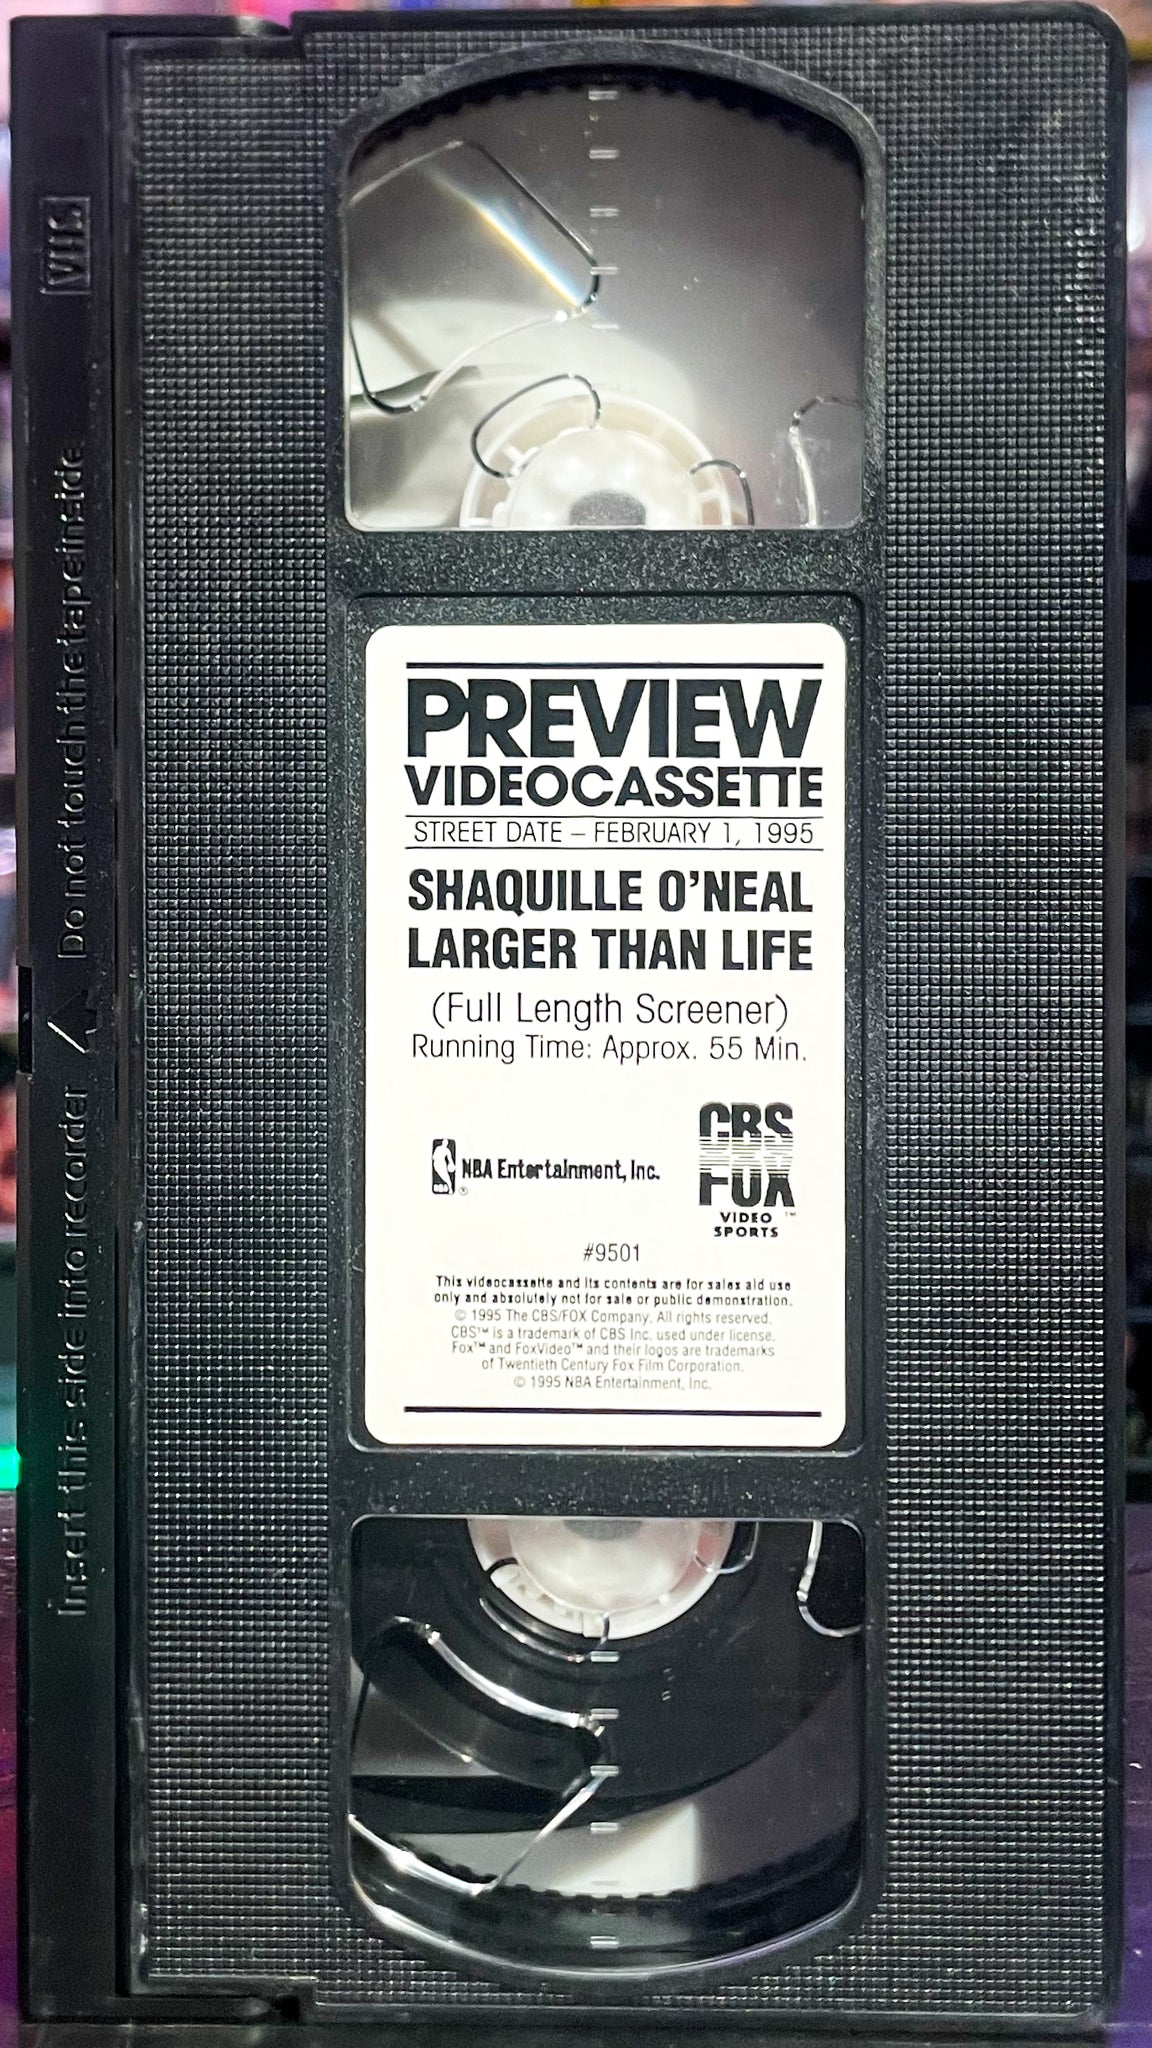 VHS
Do not touch the tape inside
Insert this side into recorder
PREVIEW
VIDEOCASSETTE
STREET DATE – FEBRUARY 1, 1995
SHAQUILLE O'NEAL
LARGER THAN LIFE
(Full Length Screener)
Running Time: Approx. 55 Min.
NBA
NBA Entertainment, Inc.
®
CBS
FOX
VIDEO ™
SPORTS
#9501
This videocassette and its contents are for sales aid use
only and absolutely not for sale or public demonstration.
© 1995 The CBS/FOX Company. All rights reserved.
CBS™ is a trademark of CBS Inc. used under license.
Fox™ and FoxVideo™ and their logos are trademarks
of Twentieth Century Fox Film Corporation.
© 1995 NBA Entertainment, Inc.